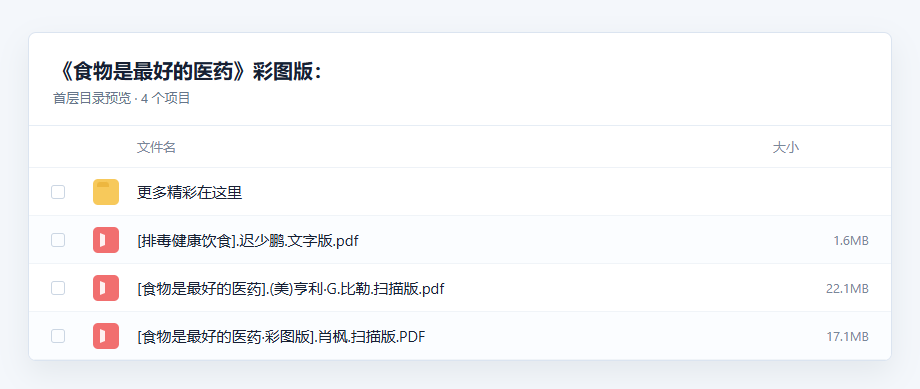 《食物是最好的医药》彩图版：
首层目录预览 · 4 个项目
文件名 大小
更多精彩在这里
[排毒健康饮食].迟少鹏.文字版.pdf 1.6MB
[食物是最好的医药].(美)亨利·G.比勒.扫描版.pdf 22.1MB
[食物是最好的医药·彩图版].肖枫.扫描版.PDF 17.1MB